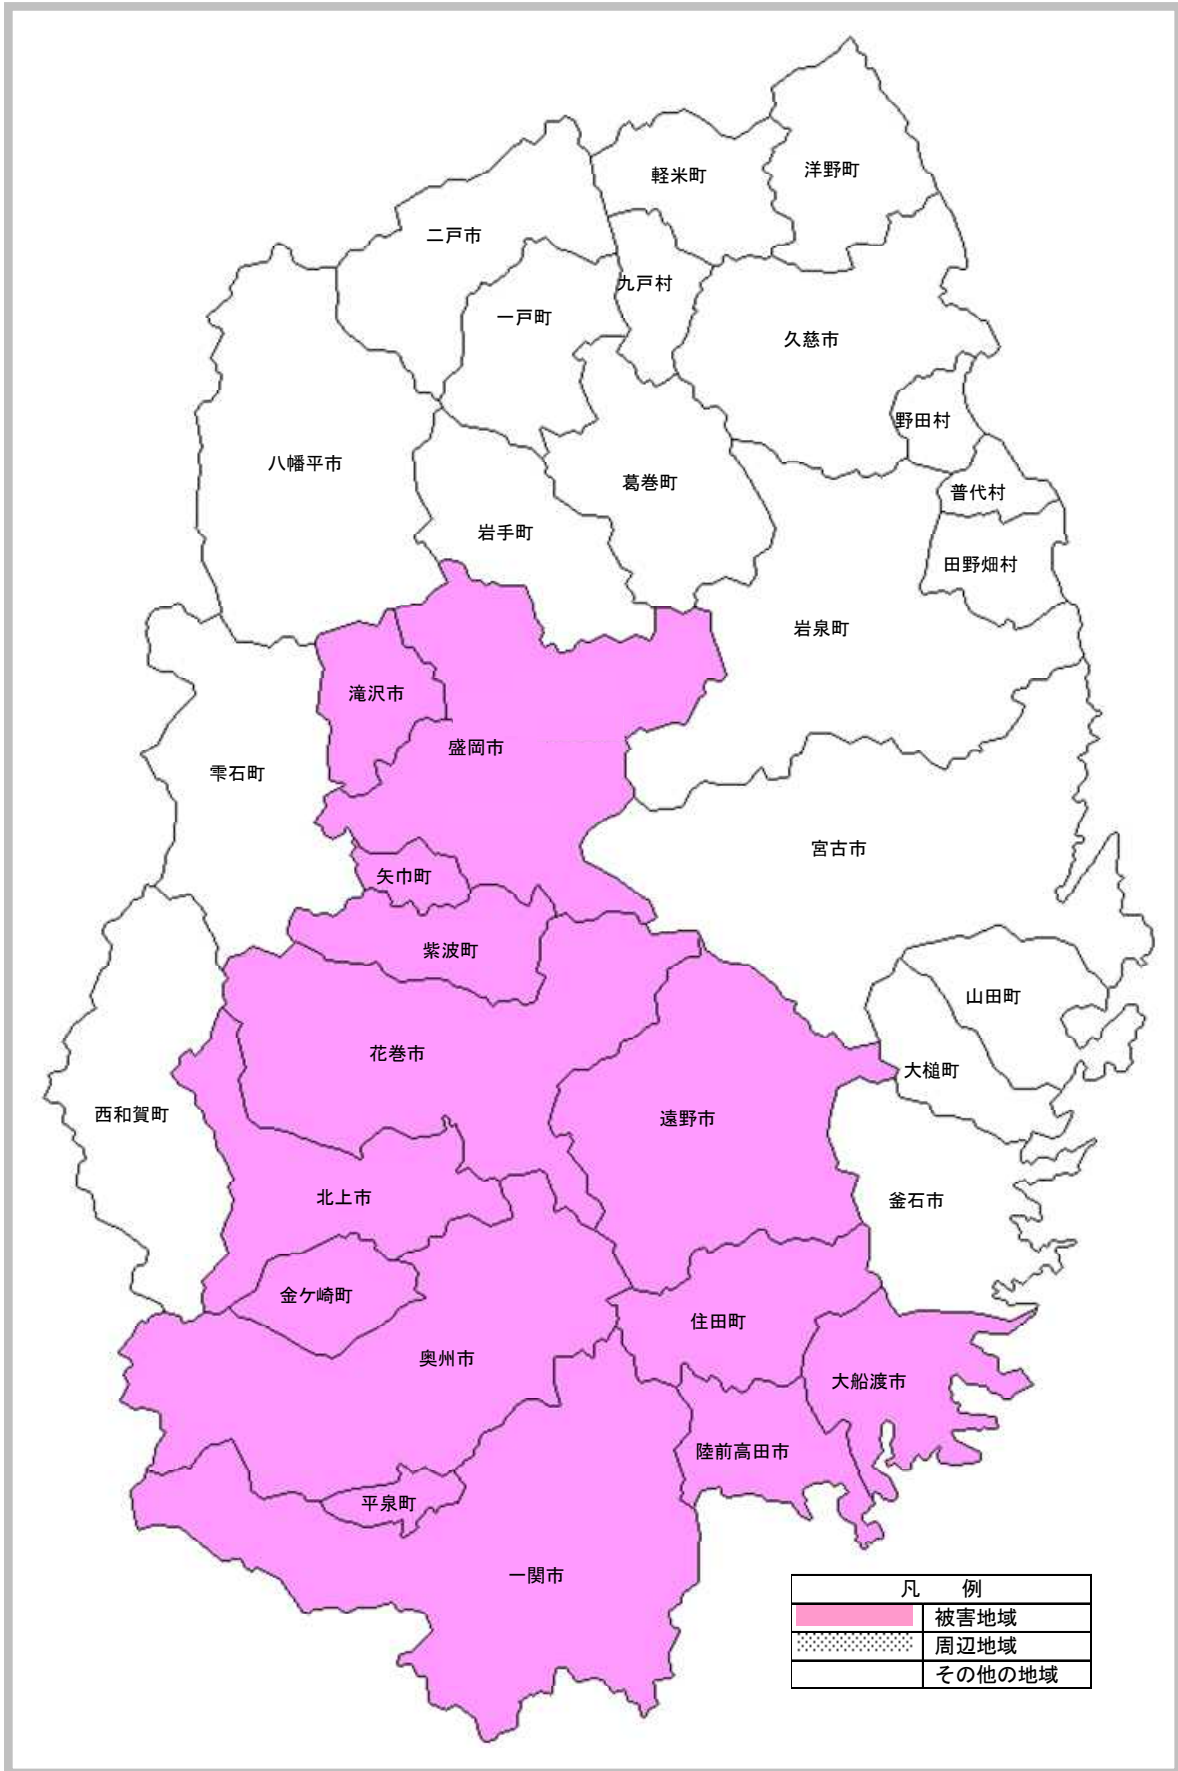 洋野町
軽米町
二戸市
九戸村
一戸町
久慈市
野田村
八幡平市
葛巻町
普代村
岩手町
田野畑村
岩泉町
滝沢市
盛岡市
雫石町
宮古市
矢巾町
紫波町
山田町
花巻市
大槌町
西和賀町
遠野市
北上市
釜石市
金ケ崎町
住田町
奥州市
大船渡市
陸前高田市
平泉町
一関市
凡 例
被害地域
周辺地域
その他の地域